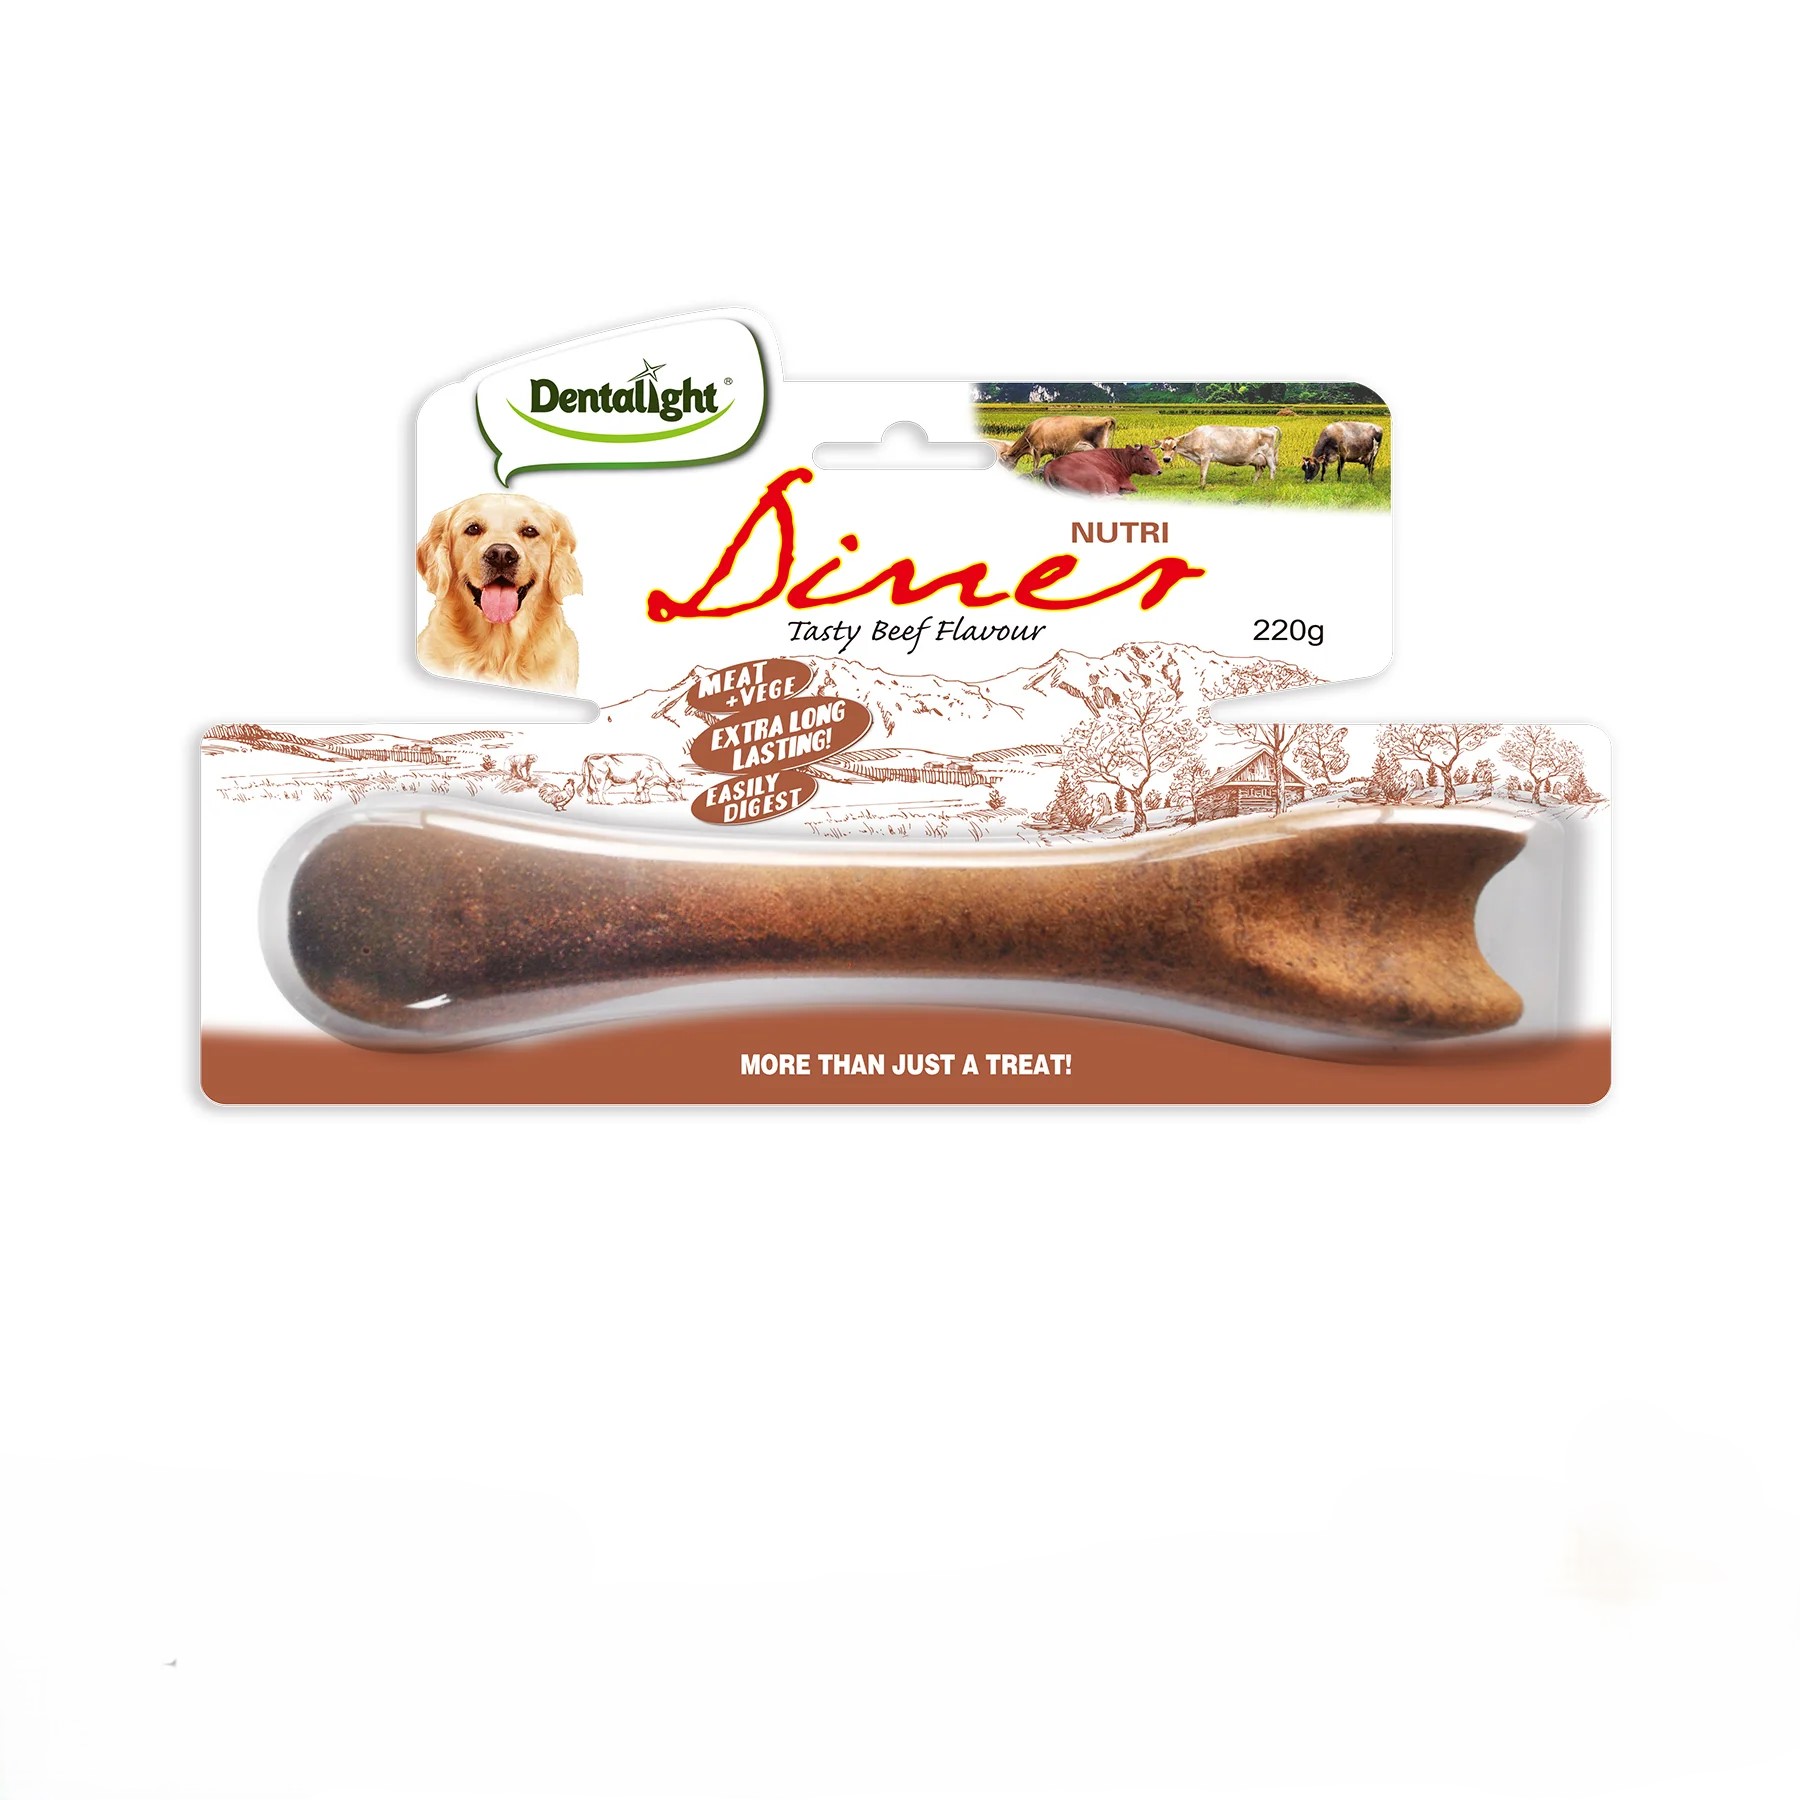 Dentalight®
NUTRI
Diner
Tasty Beef Flavour
220g
MEAT
+VEGE
EXTRA LONG
LASTING!
EASILY
DIGEST
MORE THAN JUST A TREAT!